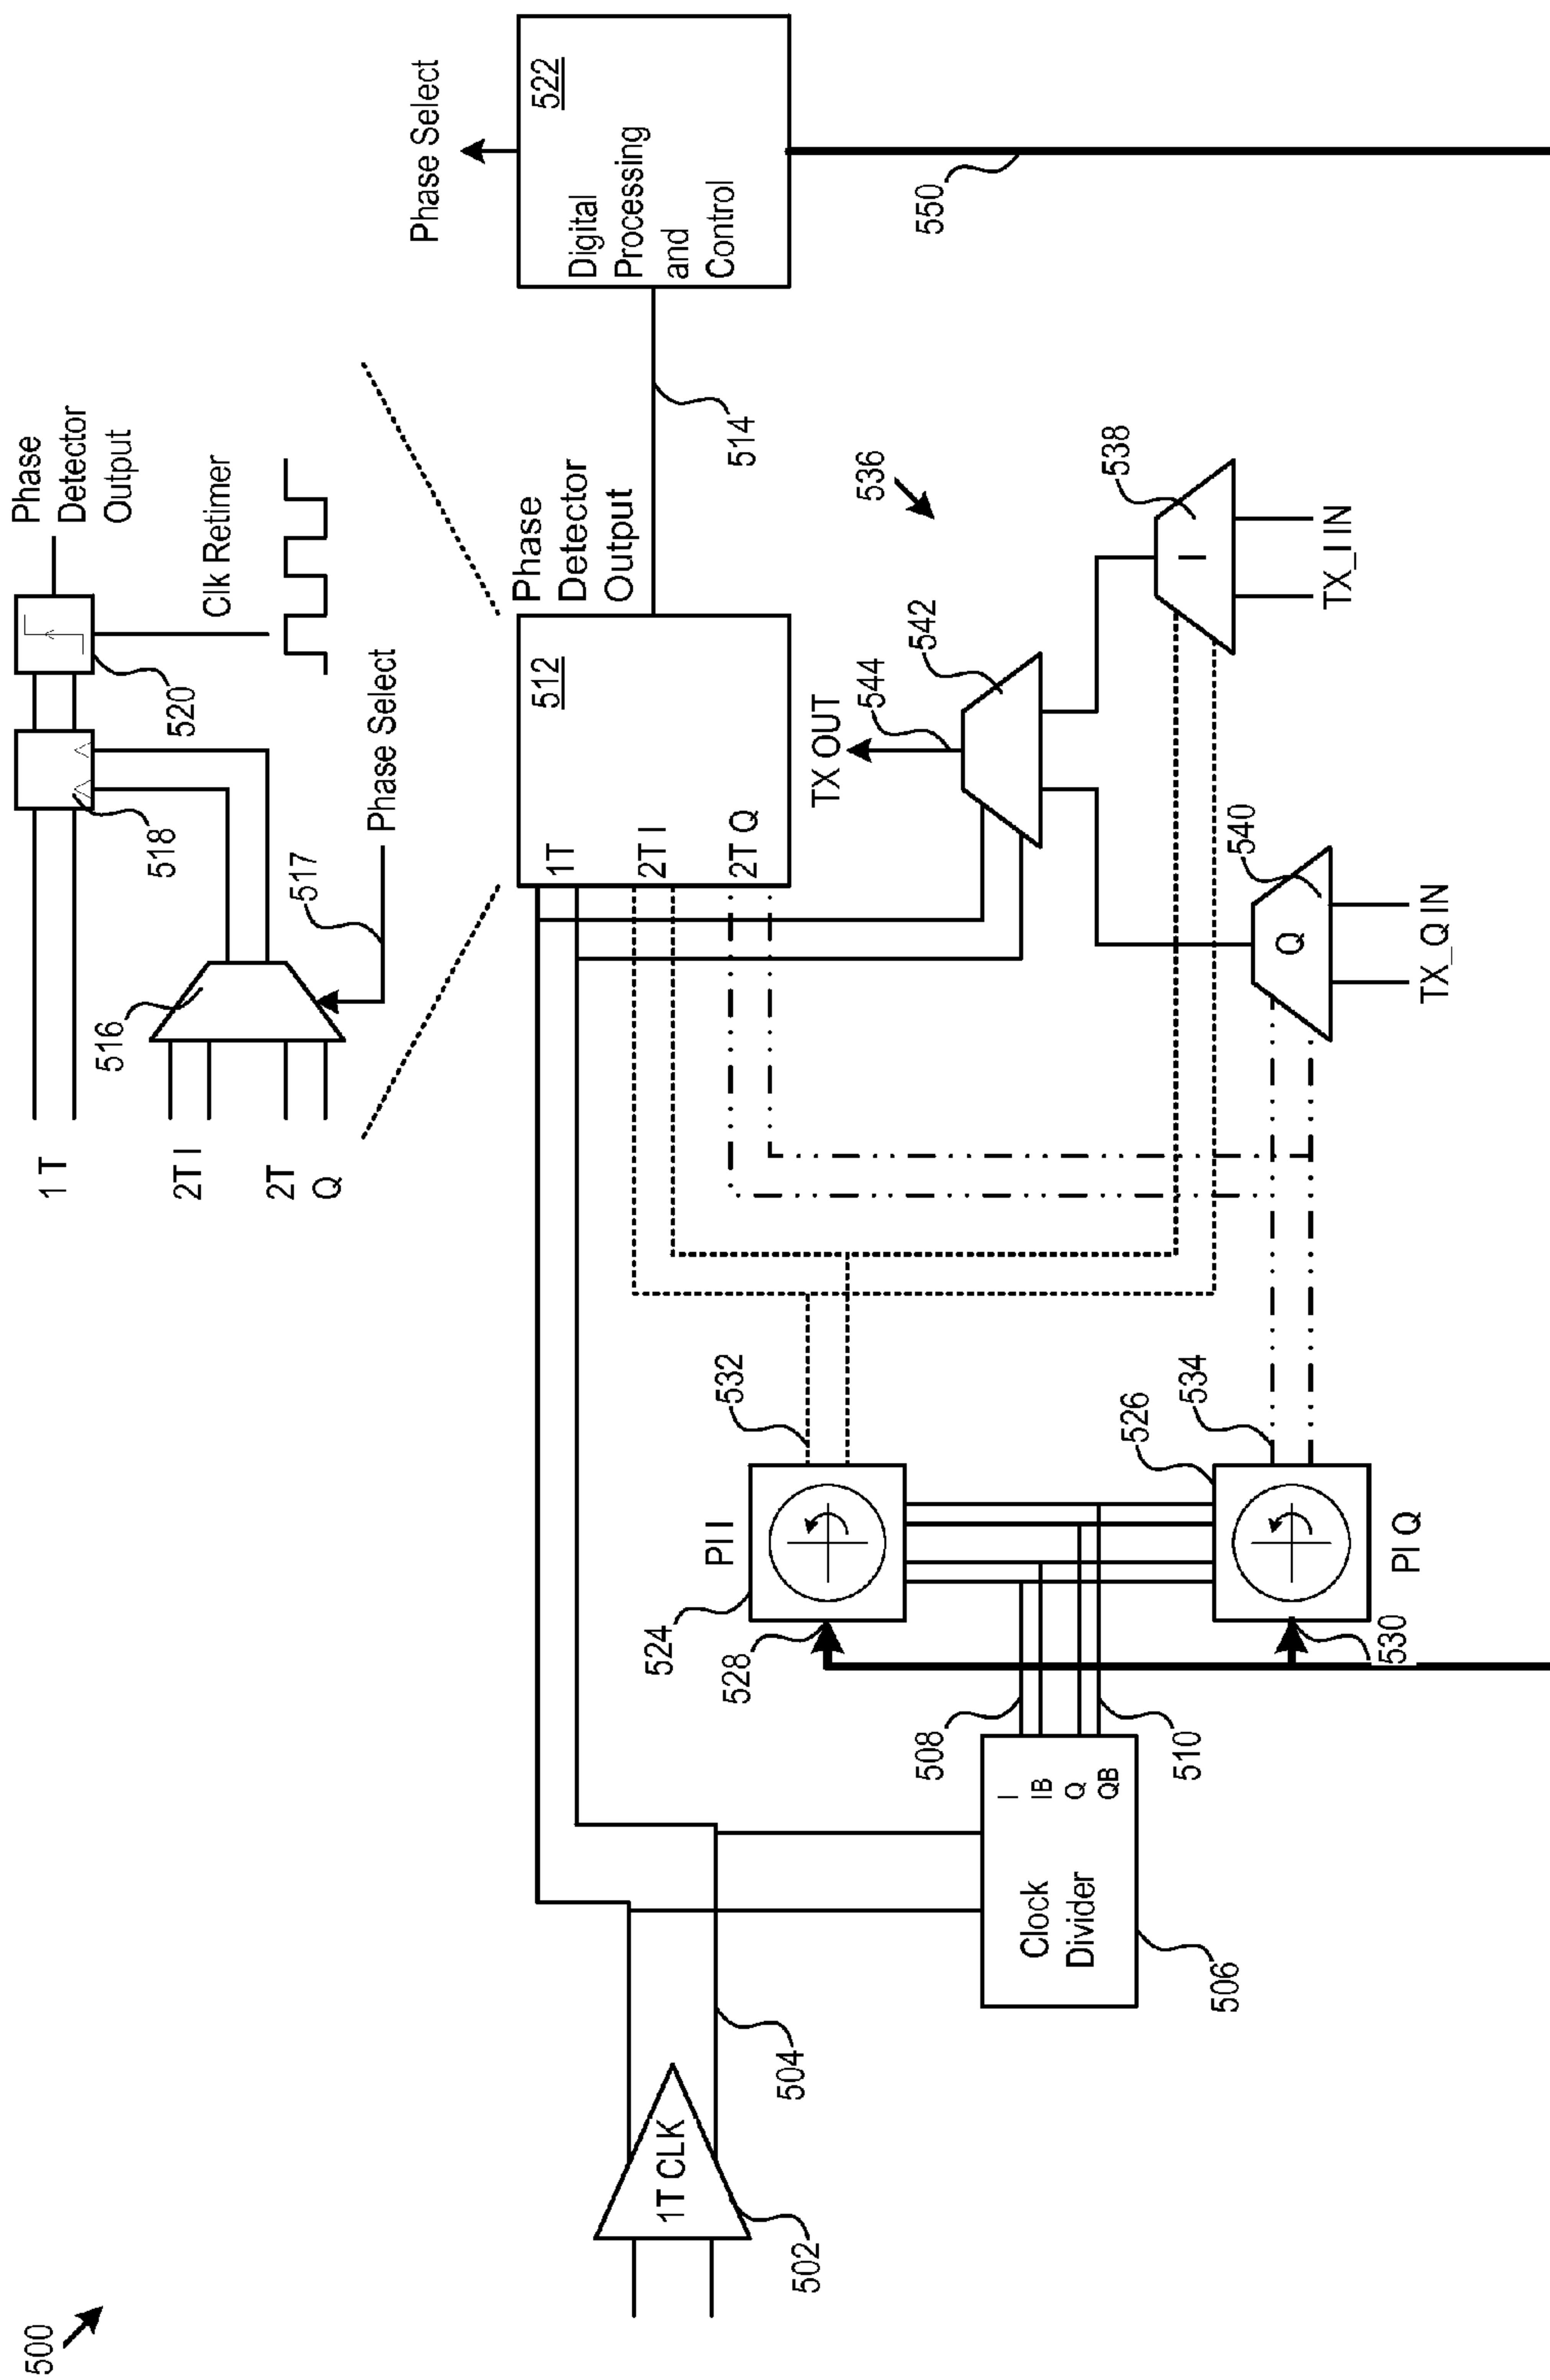 500
1 T
2T I
2T
Q
516
517
Phase Select
518
520
Clk Retimer
Phase
Detector
Output
1T CLK
502
504
Clock
Divider
I
IB
Q
QB
506
508
510
PI I
524
528
532
PI Q
526
530
534
1T
2T I
2T Q
512
Phase
Detector
Output
514
522
Digital
Processing
and
Control
Phase Select
550
536
TX OUT
544
542
I
538
TX_I IN
Q
540
TX_Q IN